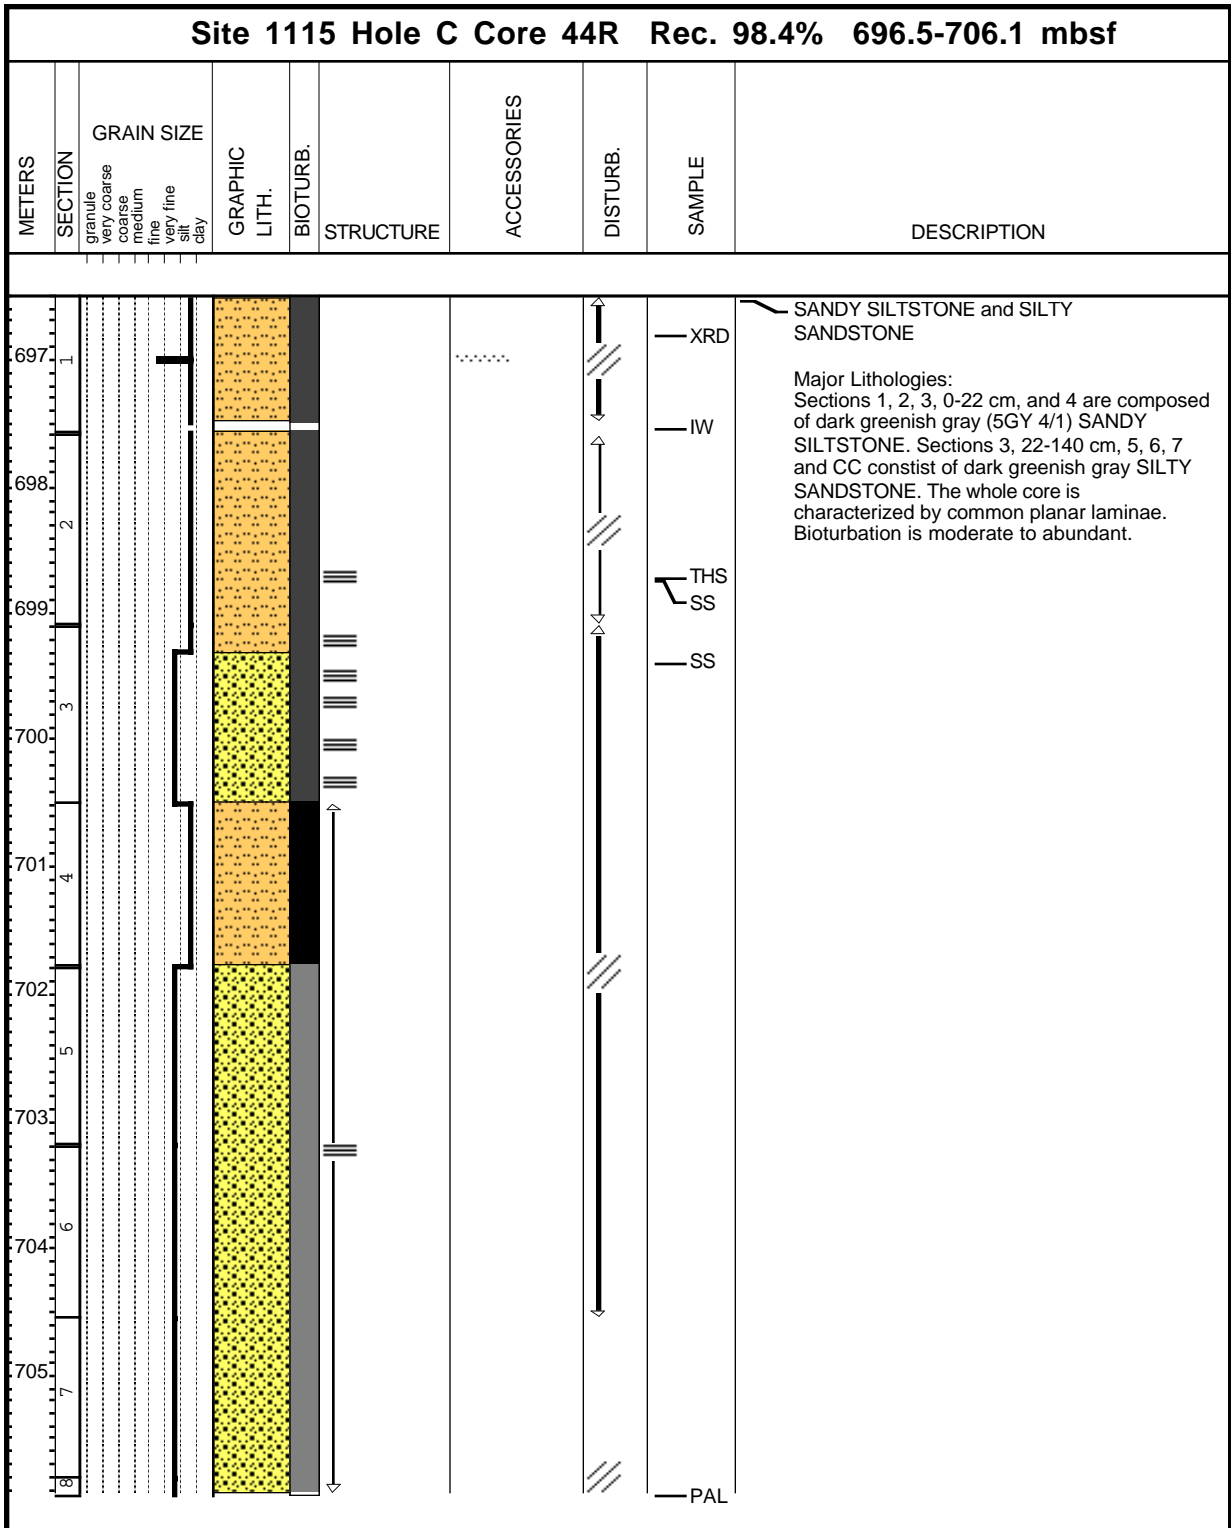 Site 1115 Hole C Core 44R Rec. 98.4% 696.5-706.1 mbsf
METERS
SECTION
GRAIN SIZE
granule
very coarse
coarse
medium
fine
very fine
silt
clay
GRAPHIC
LITH.
BIOTURB.
STRUCTURE
ACCESSORIES
DISTURB.
SAMPLE
DESCRIPTION
697
698
699
700
701
702
703
704
705
1
2
3
4
5
6
7
8
XRD
IW
THS
SS
SS
PAL
SANDY SILTSTONE and SILTY
SANDSTONE
Major Lithologies:
Sections 1, 2, 3, 0-22 cm, and 4 are composed
of dark greenish gray (5GY 4/1) SANDY
SILTSTONE. Sections 3, 22-140 cm, 5, 6, 7
and CC constist of dark greenish gray SILTY
SANDSTONE. The whole core is
characterized by common planar laminae.
Bioturbation is moderate to abundant.